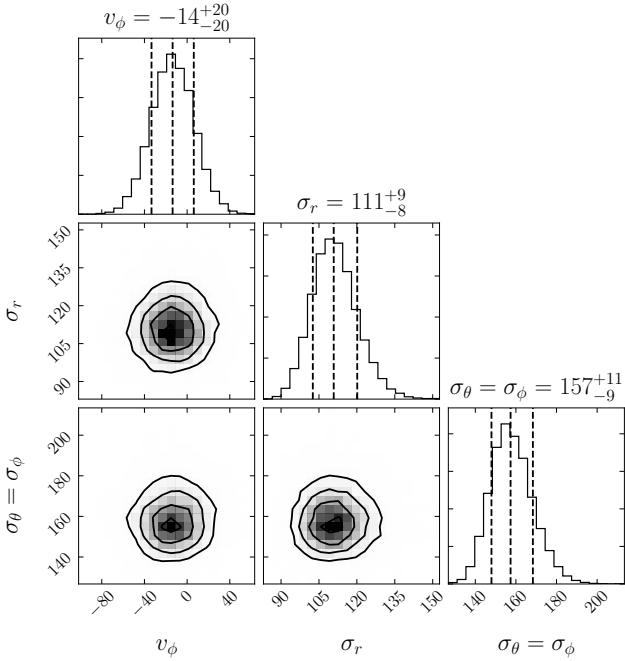 v_ϕ = −14^{+20}_{−20}
σ_r = 111^{+9}_{−8}
σ_θ = σ_ϕ = 157^{+11}_{−9}
σ_r
150
135
120
105
90
σ_θ = σ_ϕ
200
180
160
140
−80
−40
0
40
v_ϕ
90
105
120
135
150
σ_r
140
160
180
200
σ_θ = σ_ϕ